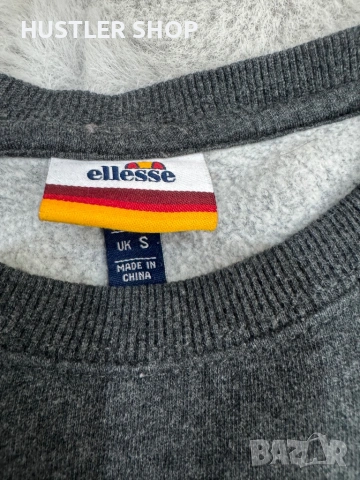 HUSTLER SHOP
ellesse
UK S
MADE IN
CHINA
BAZAR